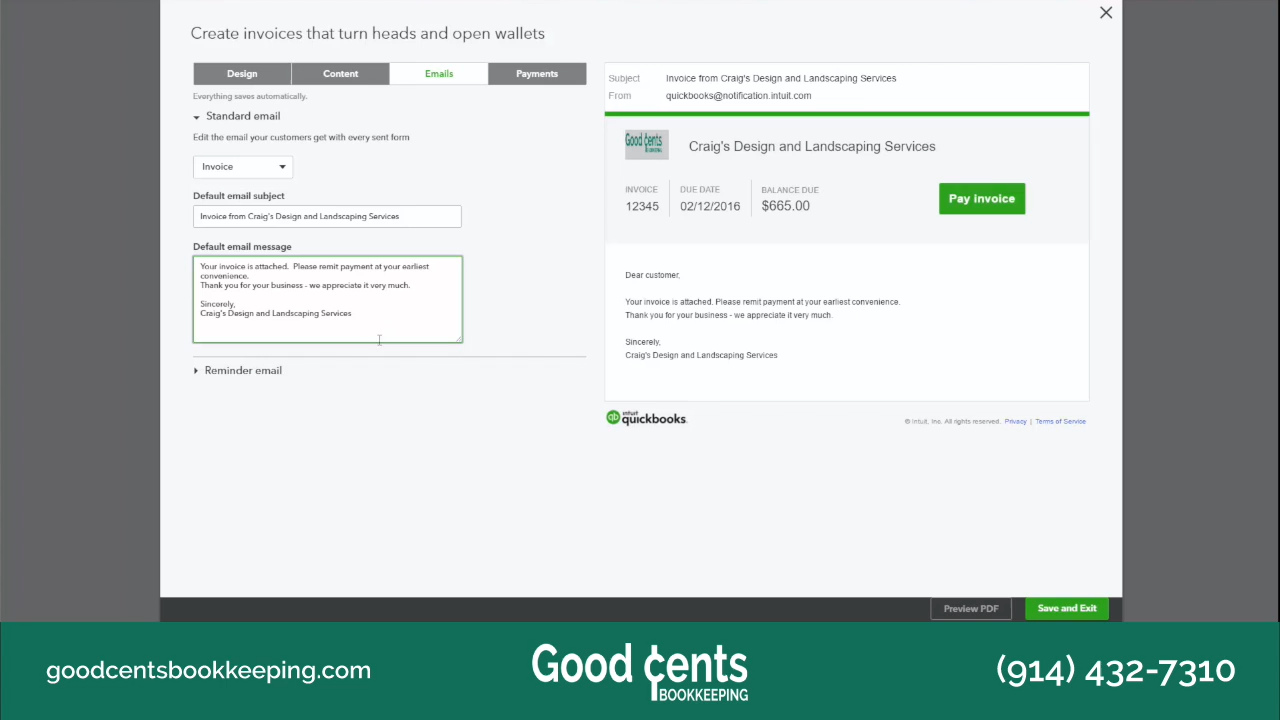 Create invoices that turn heads and open wallets
Design
Content
Emails
Payments
Everything saves automatically.
Standard email
Edit the email your customers get with every sent form
Invoice
Default email subject
Invoice from Craig's Design and Landscaping Services
Default email message
Your invoice is attached.  Please remit payment at your earliest
convenience.
Thank you for your business - we appreciate it very much.
Sincerely,
Craig's Design and Landscaping Services
Reminder email
Subject Invoice from Craig's Design and Landscaping Services
From quickbooks@notification.intuit.com
Good cents
Craig's Design and Landscaping Services
INVOICE DUE DATE BALANCE DUE
12345 02/12/2016 $665.00
Pay invoice
Dear customer,
Your invoice is attached. Please remit payment at your earliest convenience.
Thank you for your business - we appreciate it very much.
Sincerely,
Craig's Design and Landscaping Services
qb intuit quickbooks.
© Intuit, Inc. All rights reserved. Privacy | Terms of Service
Preview PDF
Save and Exit
goodcentsbookkeeping.com
Good cents
BOOKKEEPING
(914) 432-7310